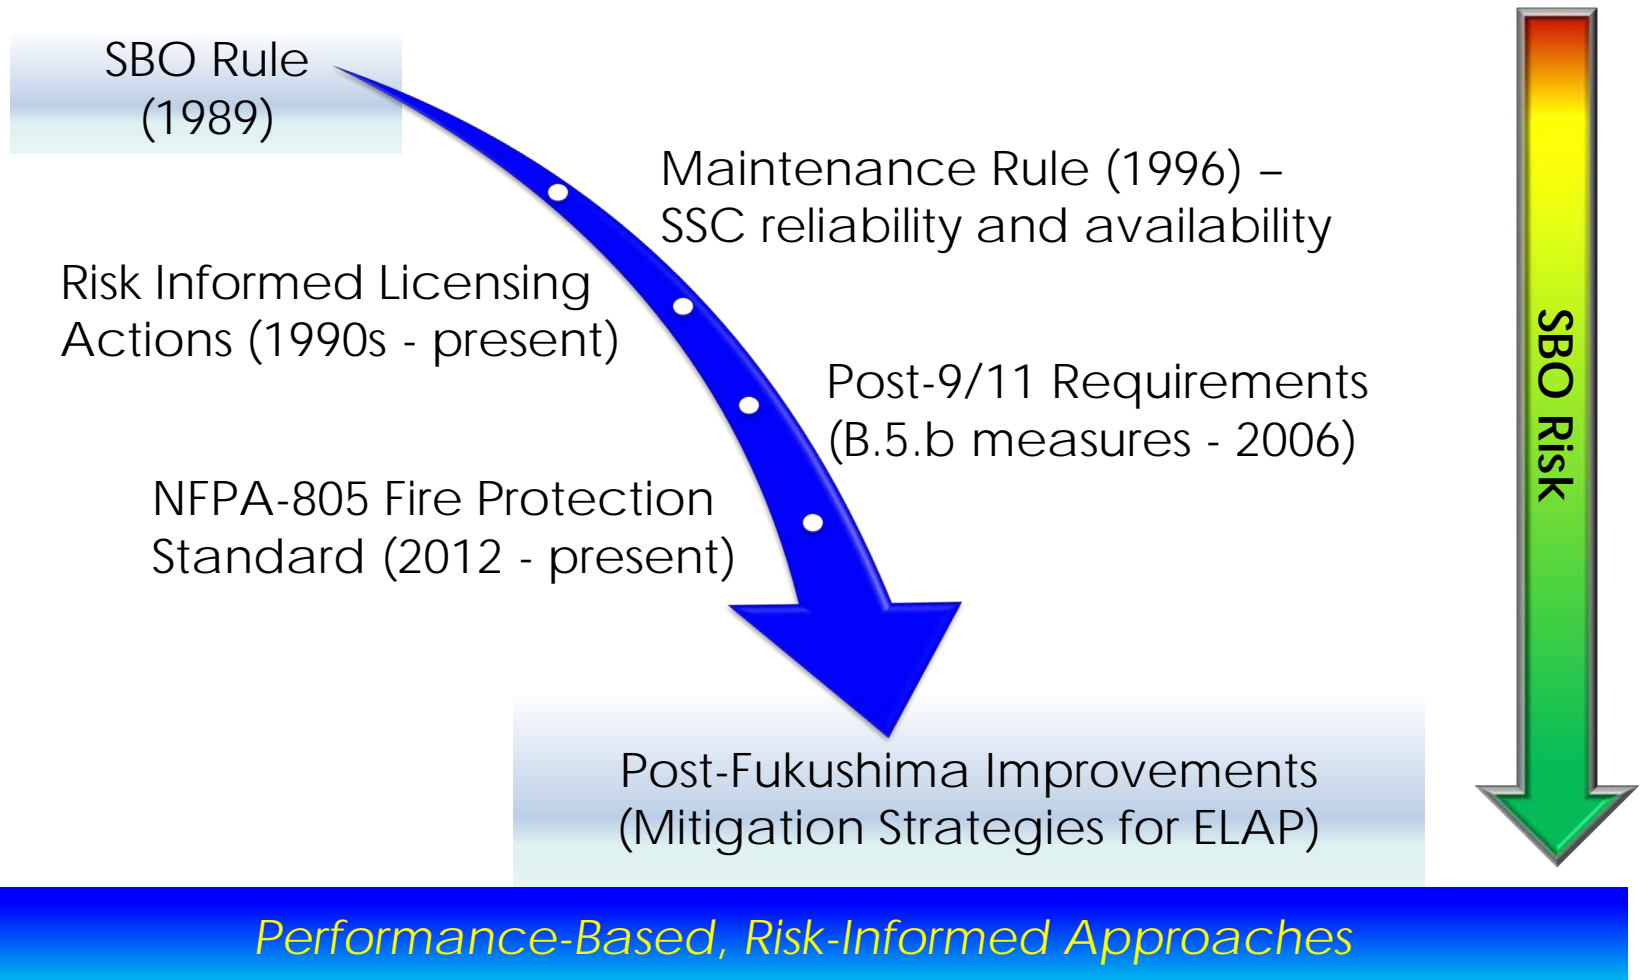 SBO Rule
(1989)
Maintenance Rule (1996) –
SSC reliability and availability
Risk Informed Licensing
Actions (1990s - present)
Post-9/11 Requirements
(B.5.b measures - 2006)
NFPA-805 Fire Protection
Standard (2012 - present)
Post-Fukushima Improvements
(Mitigation Strategies for ELAP)
SBO Risk
Performance-Based, Risk-Informed Approaches